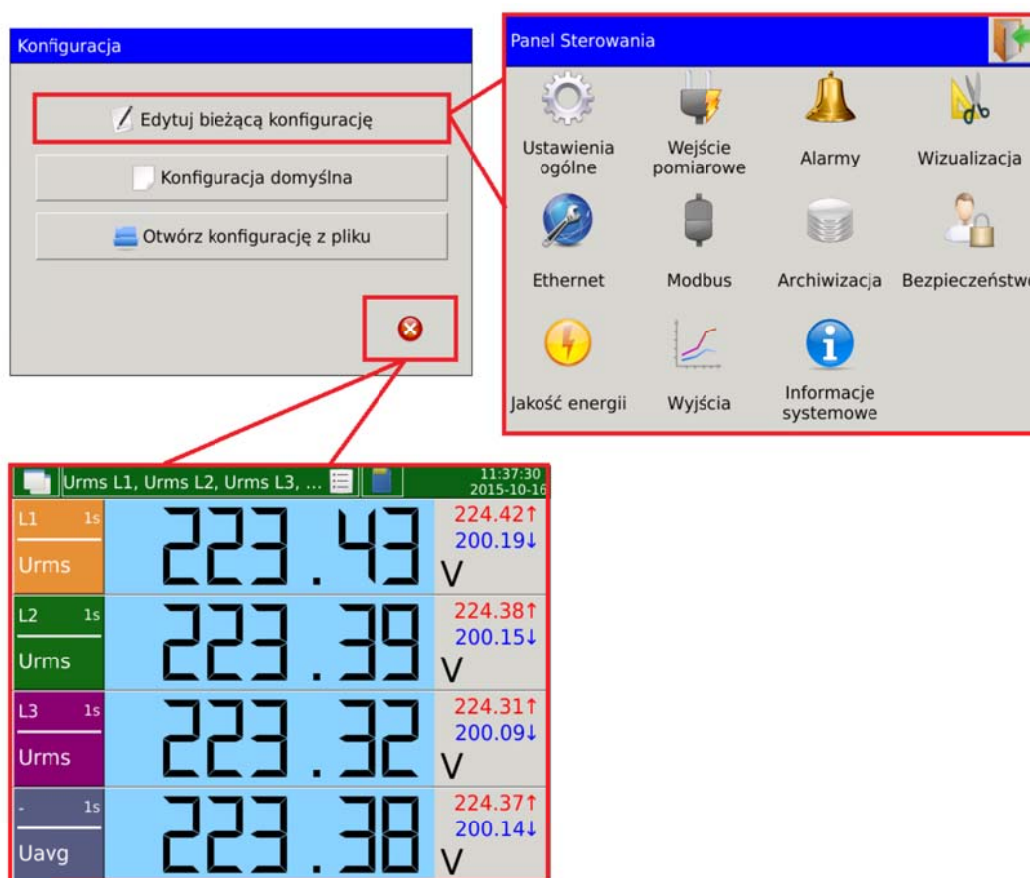 Konfiguracja
Edytuj bieżącą konfigurację
Konfiguracja domyślna
Otwórz konfigurację z pliku
Panel Sterowania
Ustawienia
ogólne
Wejście
pomiarowe
Alarmy
Wizualizacja
Ethernet
Modbus
Archiwizacja
Bezpieczeństwo
Jakość energii
Wyjścia
Informacje
systemowe
Urms L1, Urms L2, Urms L3, ...
11:37:30
2015-10-16
L1 1s
Urms
223.43
224.42↑
200.19↓
V
L2 1s
Urms
223.39
224.38↑
200.15↓
V
L3 1s
Urms
223.32
224.31↑
200.09↓
V
- 1s
Uavg
223.38
224.37↑
200.14↓
V